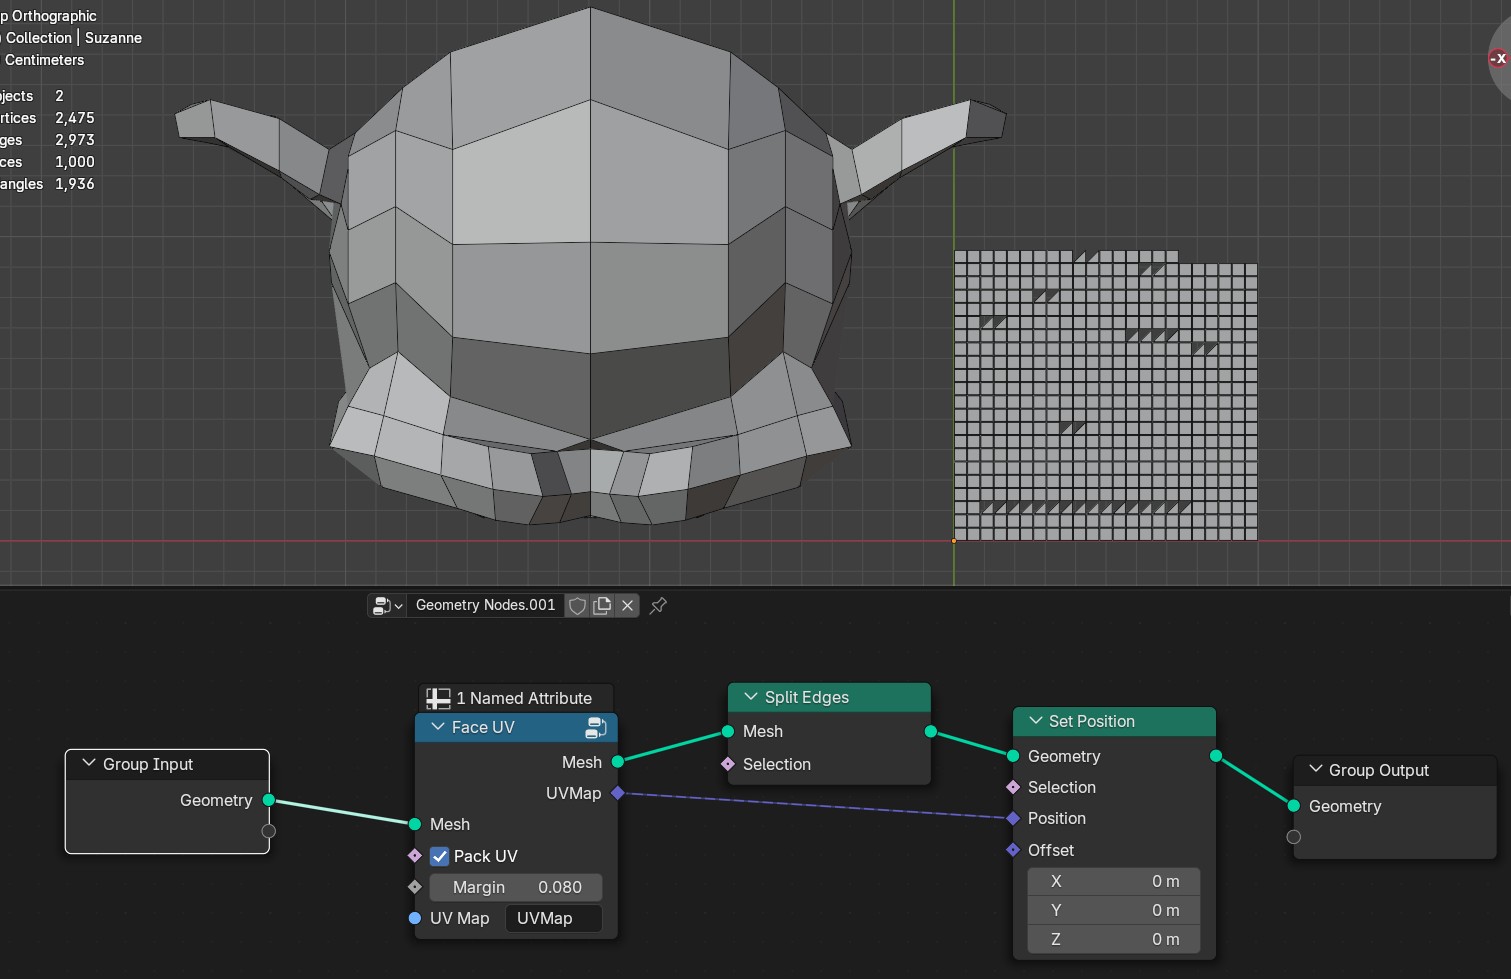 p Orthographic
) Collection | Suzanne
Centimeters
jects 2
rtices 2,475
ges 2,973
ces 1,000
angles 1,936
-X
Geometry Nodes.001
Group Input
Geometry
1 Named Attribute
Face UV
Mesh
UVMap
Mesh
Pack UV
Margin 0.080
UV Map UVMap
Split Edges
Mesh
Selection
Set Position
Geometry
Selection
Position
Offset
X 0 m
Y 0 m
Z 0 m
Group Output
Geometry